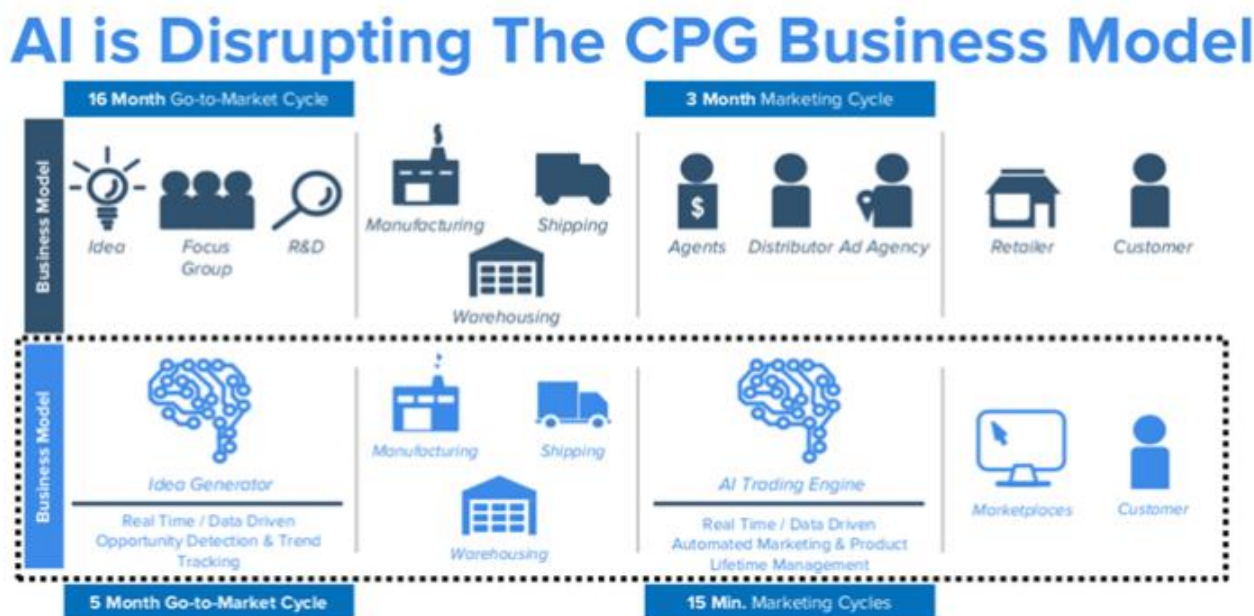 AI is Disrupting The CPG Business Model
16 Month Go-to-Market Cycle
3 Month Marketing Cycle
Business Model
Idea
Focus
Group
R&D
Manufacturing
Shipping
Warehousing
$
Agents
Distributor
Ad Agency
Retailer
Customer
Business Model
Idea Generator
Real Time / Data Driven
Opportunity Detection & Trend
Tracking
Manufacturing
Shipping
Warehousing
AI Trading Engine
Real Time / Data Driven
Automated Marketing & Product
Lifetime Management
Marketplaces
Customer
5 Month Go-to-Market Cycle
15 Min. Marketing Cycles